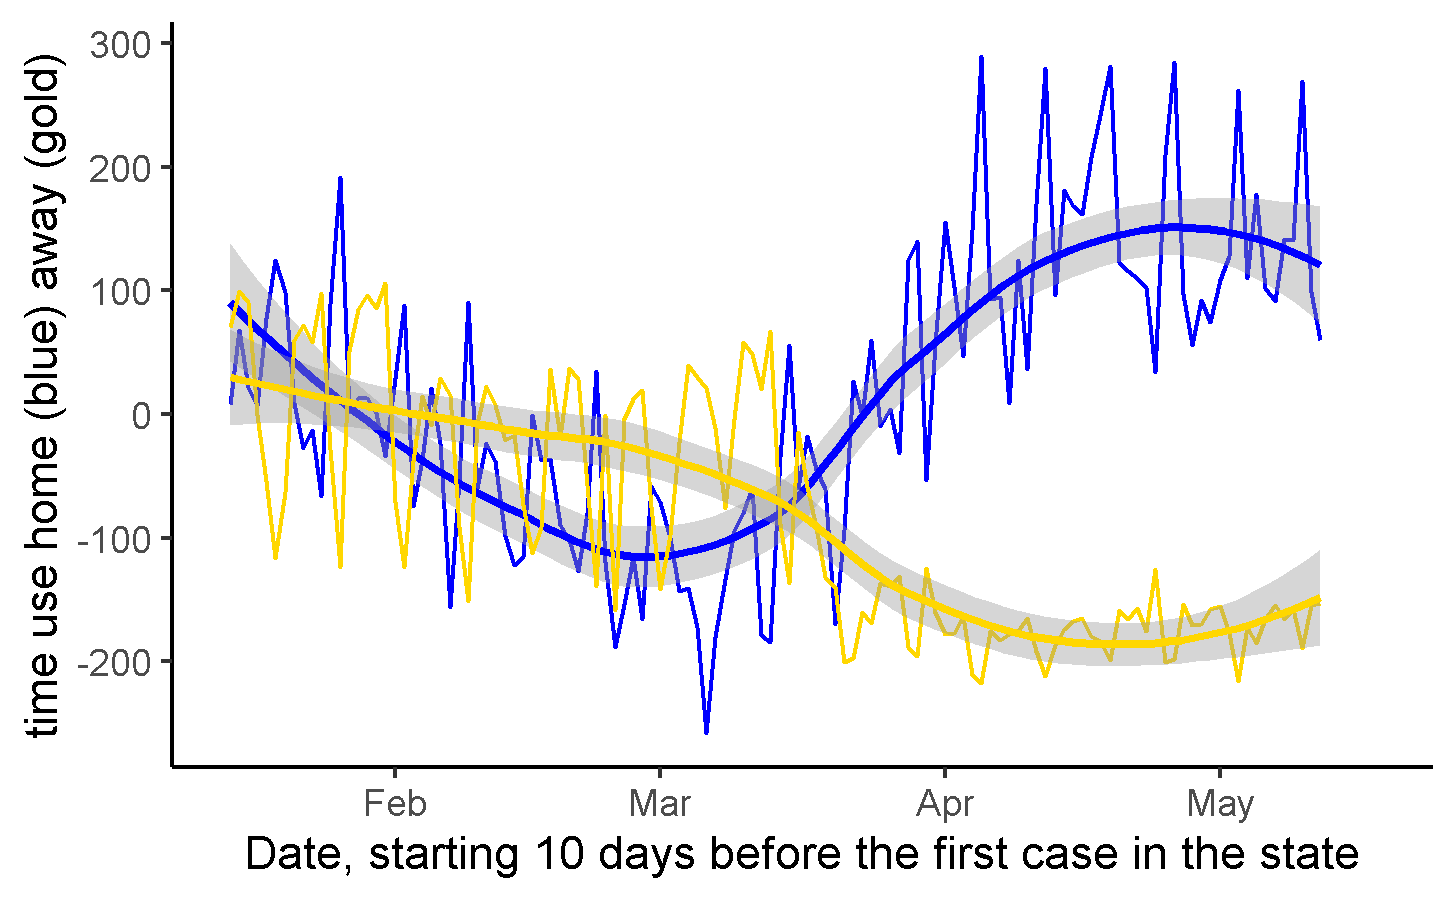 time use home (blue) away (gold)
300
200
100
0
-100
-200
Feb Mar Apr May
Date, starting 10 days before the first case in the state